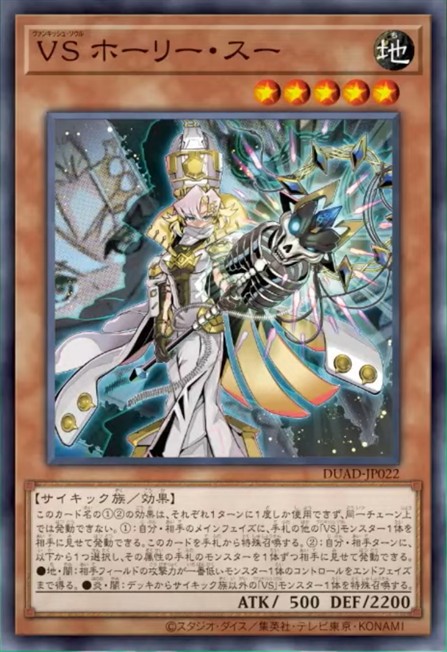 ヴァンキッシュ・ソウル
VS ホーリー・スー
地
DUAD-JP022
【サイキック族／効果】
このカード名の①②の効果は、それぞれ1ターンに1度しか使用できず、同一チェーン上
では発動できない。①：自分・相手のメインフェイズに、手札の他の「VS」モンスター1体を
相手に見せて発動できる。このカードを手札から特殊召喚する。②：自分・相手ターンに、
以下から1つ選択し、その属性の手札のモンスターを1体ずつ相手に見せて発動できる。
●地・闇：相手フィールドの攻撃力が一番低いモンスター1体のコントロールをエンドフェイ
ズまで得る。●炎・闇：デッキからサイキック族以外の「VS」モンスター1体を特殊召喚する。
ATK/ 500 DEF/2200
©スタジオ・ダイス／集英社・テレビ東京・KONAMI